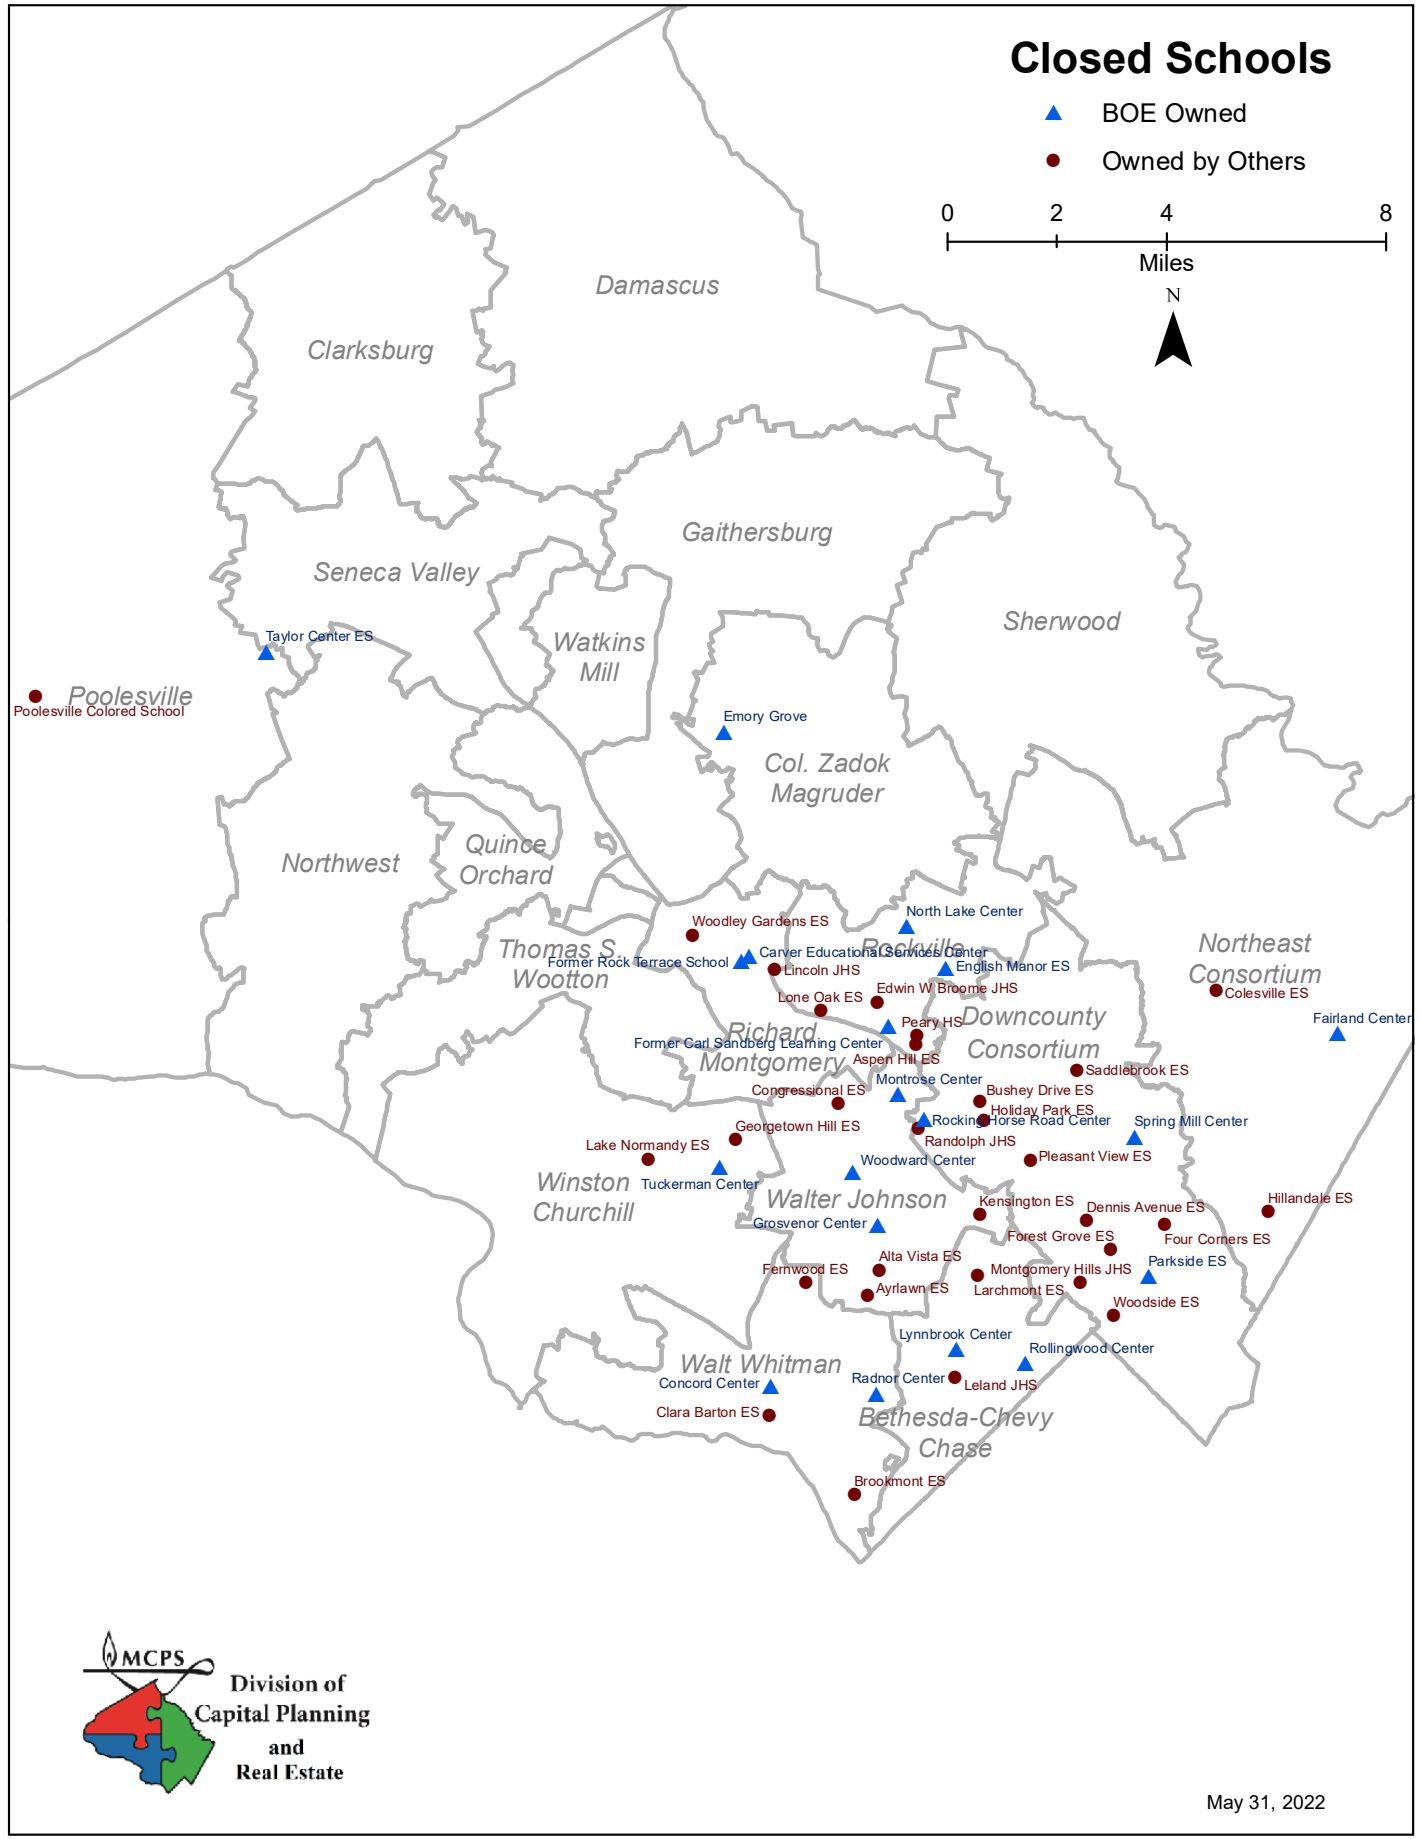 Closed Schools
BOE Owned
Owned by Others
0 2 4 8
Miles
N
Damascus
Clarksburg
Gaithersburg
Seneca Valley
Sherwood
Watkins
Mill
Taylor Center ES
Poolesville
Poolesville Colored School
Emory Grove
Col. Zadok
Magruder
Quince
Orchard
Northwest
North Lake Center
Woodley Gardens ES
Rockville
Northeast
Consortium
Thomas S.
Wootton
Carver Educational Services Center
Former Rock Terrace School
Lincoln JHS
English Manor ES
Colesville ES
Edwin W Broome JHS
Lone Oak ES
Downcounty
Consortium
Fairland Center
Peary HS
Richard
Montgomery
Former Carl Sandberg Learning Center
Aspen Hill ES
Saddlebrook ES
Montrose Center
Congressional ES
Bushey Drive ES
Holiday Park ES
Rocking Horse Road Center
Spring Mill Center
Georgetown Hill ES
Randolph JHS
Lake Normandy ES
Pleasant View ES
Woodward Center
Tuckerman Center
Winston
Churchill
Walter Johnson
Kensington ES
Dennis Avenue ES
Hillandale ES
Grosvenor Center
Forest Grove ES
Four Corners ES
Alta Vista ES
Parkside ES
Fernwood ES
Montgomery Hills JHS
Ayrlawn ES
Larchmont ES
Woodside ES
Lynnbrook Center
Rollingwood Center
Walt Whitman
Concord Center
Radnor Center
Leland JHS
Clara Barton ES
Bethesda-Chevy
Chase
Brookmont ES
MCPS
Division of
Capital Planning
and
Real Estate
May 31, 2022